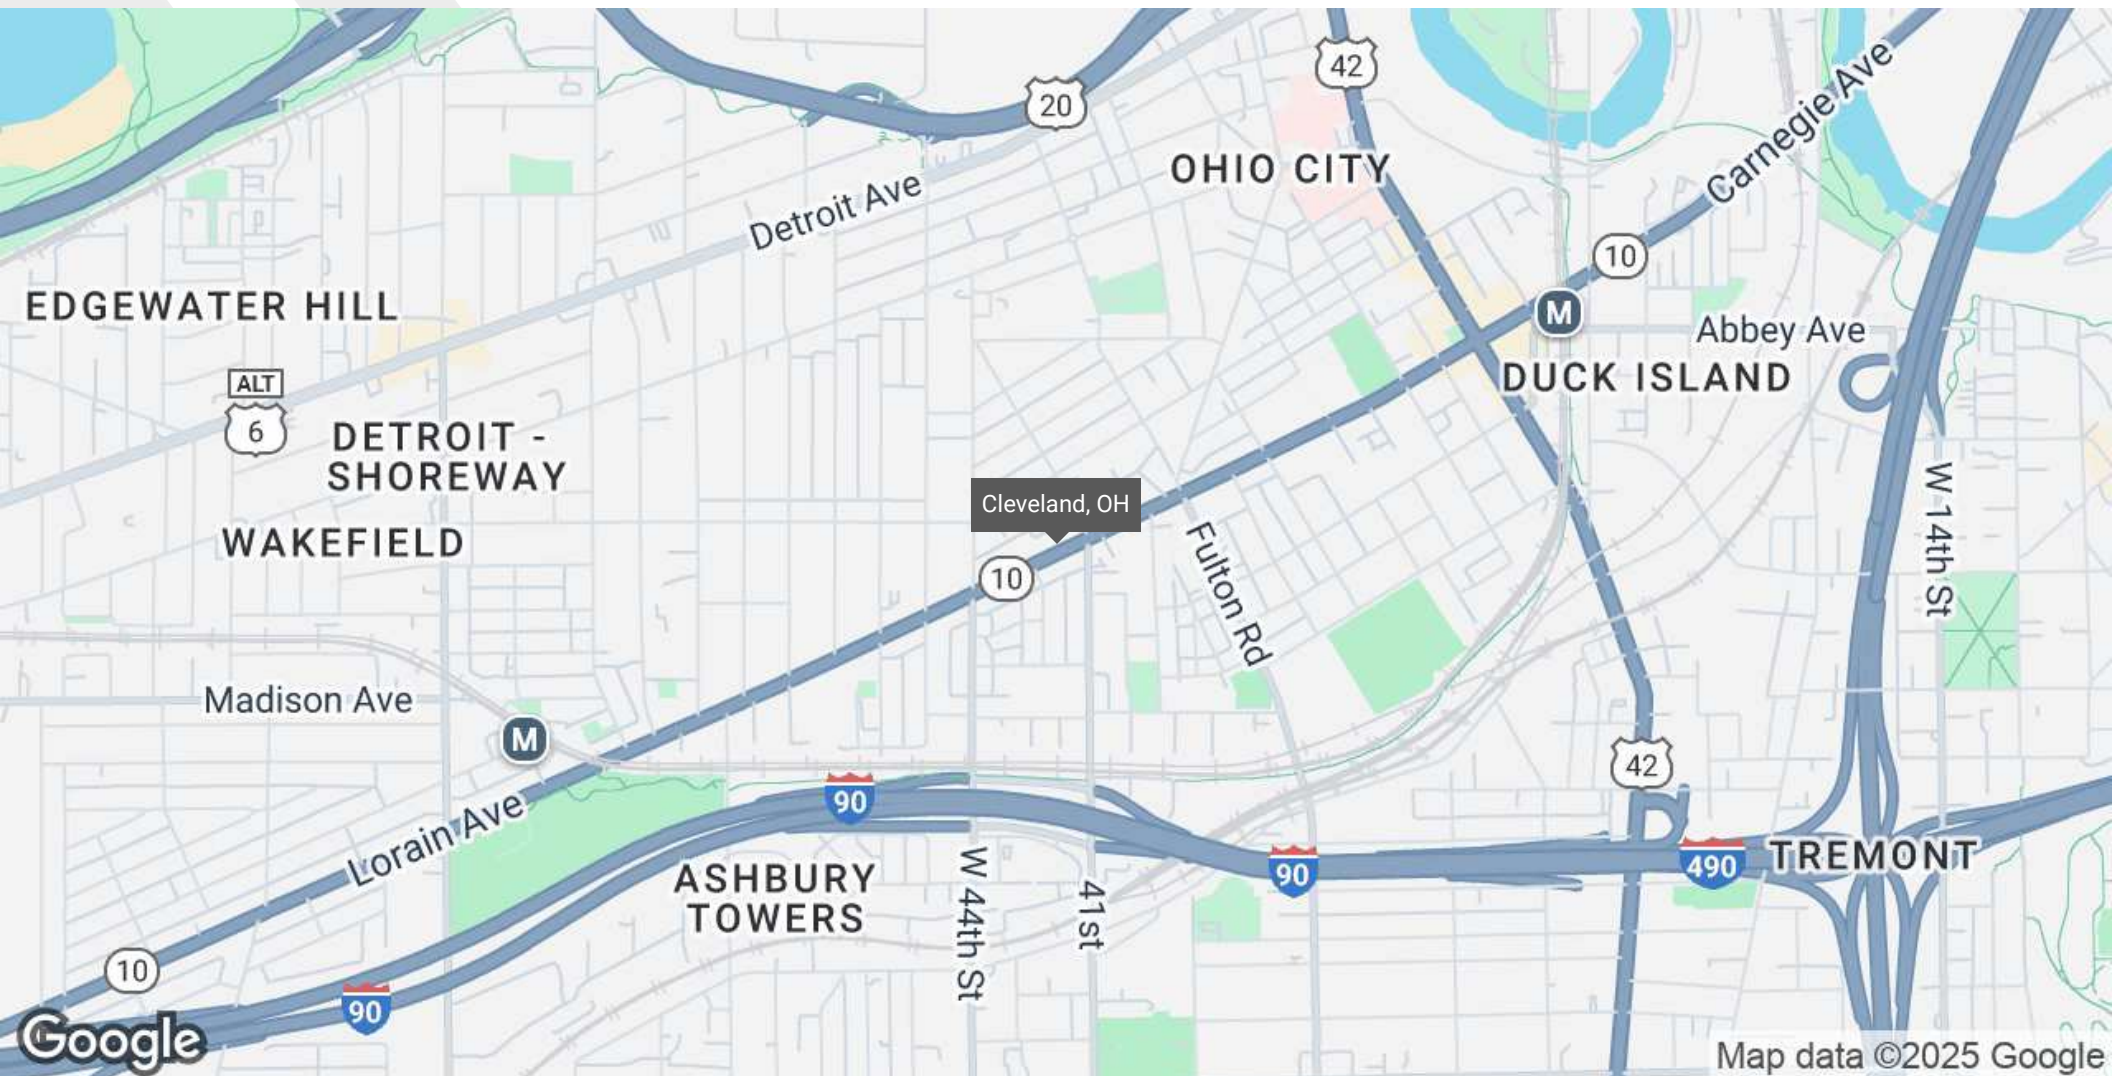 42
20
Carnegie Ave
OHIO CITY
Detroit Ave
10
EDGEWATER HILL
M
Abbey Ave
ALT
6
DUCK ISLAND
DETROIT -
SHOREWAY
Cleveland, OH
W 14th St
WAKEFIELD
Fulton Rd
10
Madison Ave
M
42
90
Lorain Ave
90
490
TREMONT
ASHBURY
TOWERS
W 44th St
41st
10
90
Google
Map data ©2025 Google